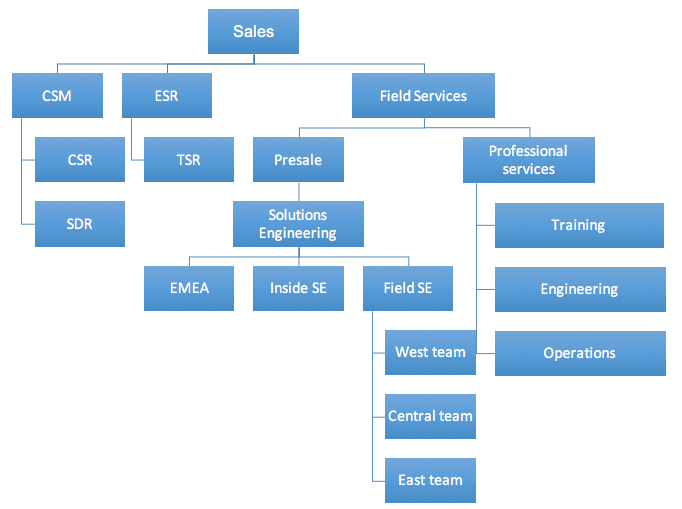 Sales
CSM
ESR
Field Services
CSR
TSR
Presale
Professional
services
SDR
Solutions
Engineering
Training
EMEA
Inside SE
Field SE
Engineering
West team
Operations
Central team
East team